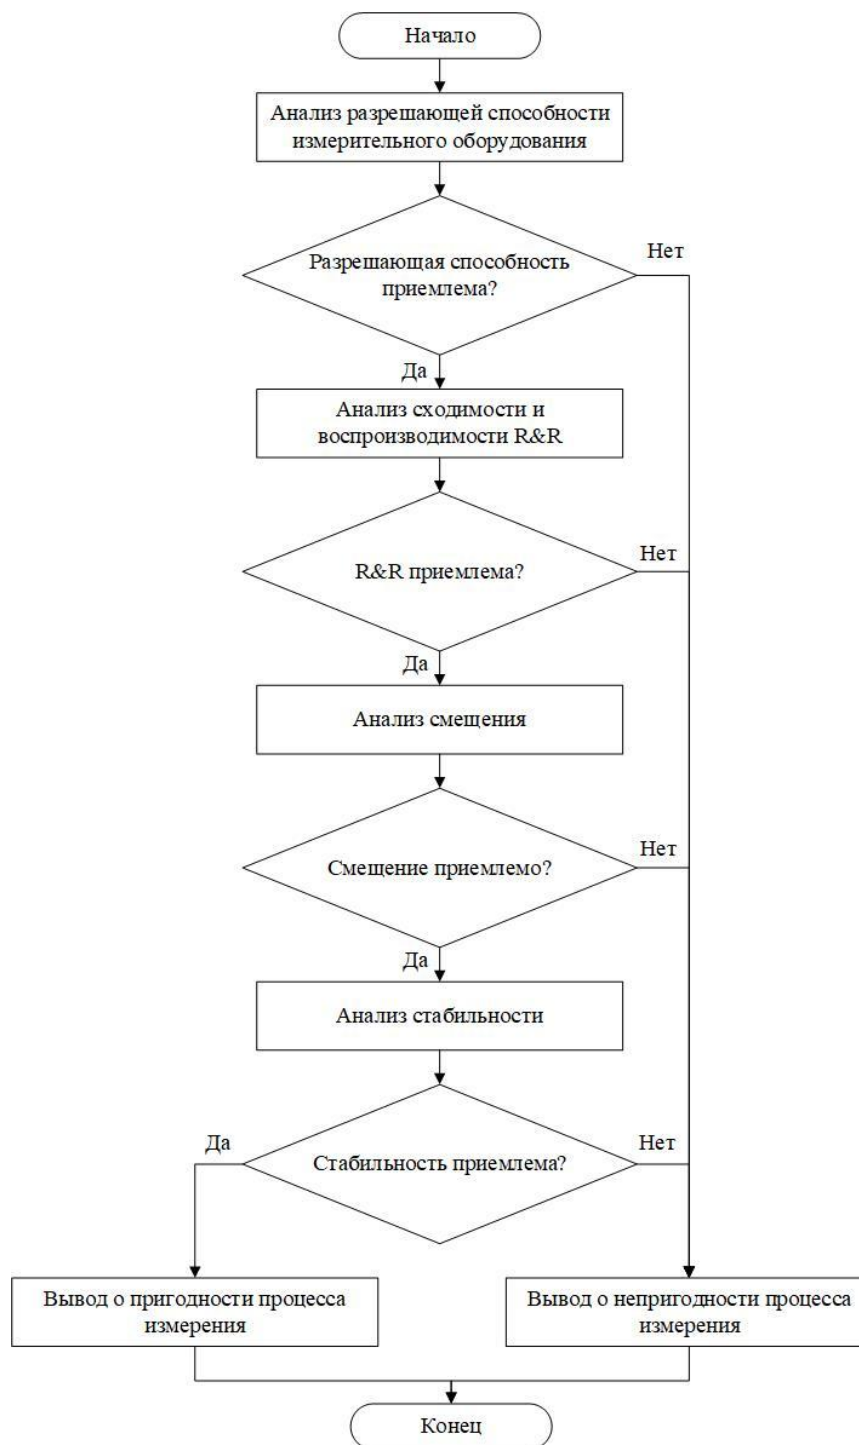 Начало
Анализ разрешающей способности
измерительного оборудования
Разрешающая способность
приемлема?
Нет
Да
Анализ сходимости и
воспроизводимости R&R
R&R приемлема?
Нет
Да
Анализ смещения
Смещение приемлемо?
Нет
Да
Анализ стабильности
Да
Стабильность приемлема?
Нет
Вывод о пригодности процесса
измерения
Вывод о непригодности процесса
измерения
Конец